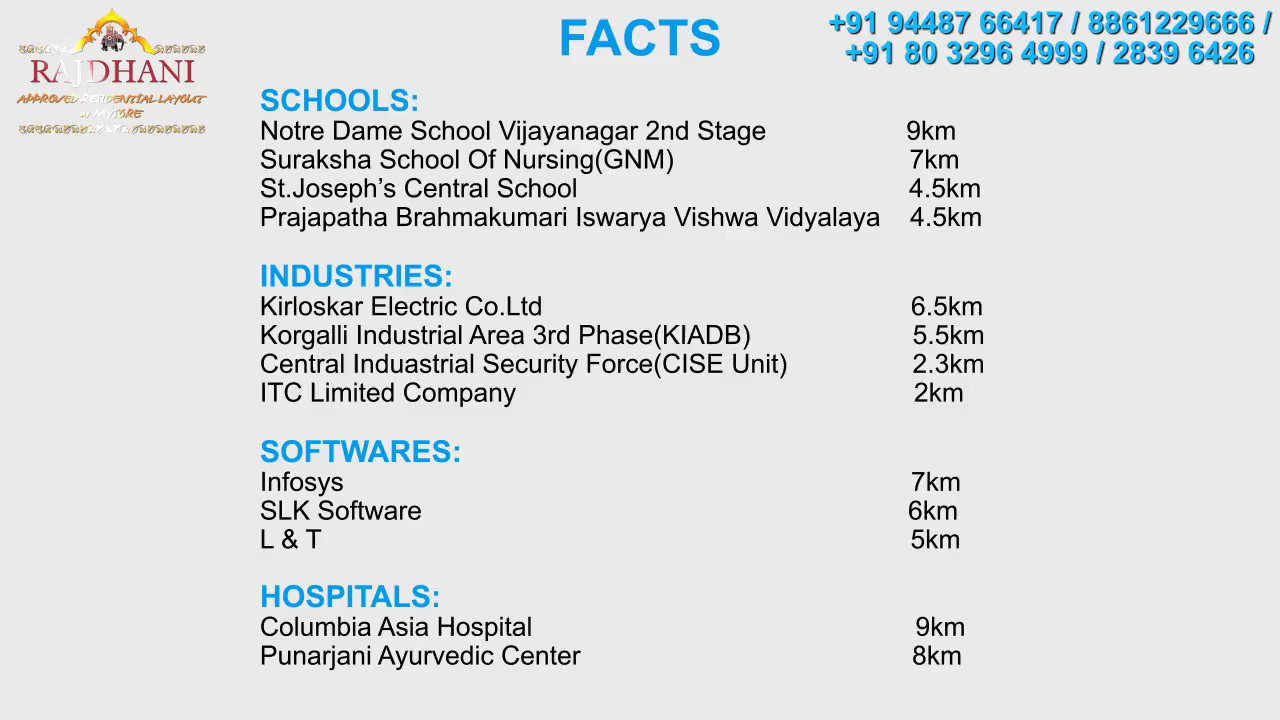 RAJDHANI
APPROVED RESIDENTIAL LAYOUT
in MYSORE
FACTS
+91 94487 66417 / 8861229666 /
+91 80 3296 4999 / 2839 6426
SCHOOLS:
Notre Dame School Vijayanagar 2nd Stage 9km
Suraksha School Of Nursing(GNM) 7km
St.Joseph’s Central School 4.5km
Prajapatha Brahmakumari Iswarya Vishwa Vidyalaya 4.5km
INDUSTRIES:
Kirloskar Electric Co.Ltd 6.5km
Korgalli Industrial Area 3rd Phase(KIADB) 5.5km
Central Induastrial Security Force(CISE Unit) 2.3km
ITC Limited Company 2km
SOFTWARES:
Infosys 7km
SLK Software 6km
L & T 5km
HOSPITALS:
Columbia Asia Hospital 9km
Punarjani Ayurvedic Center 8km